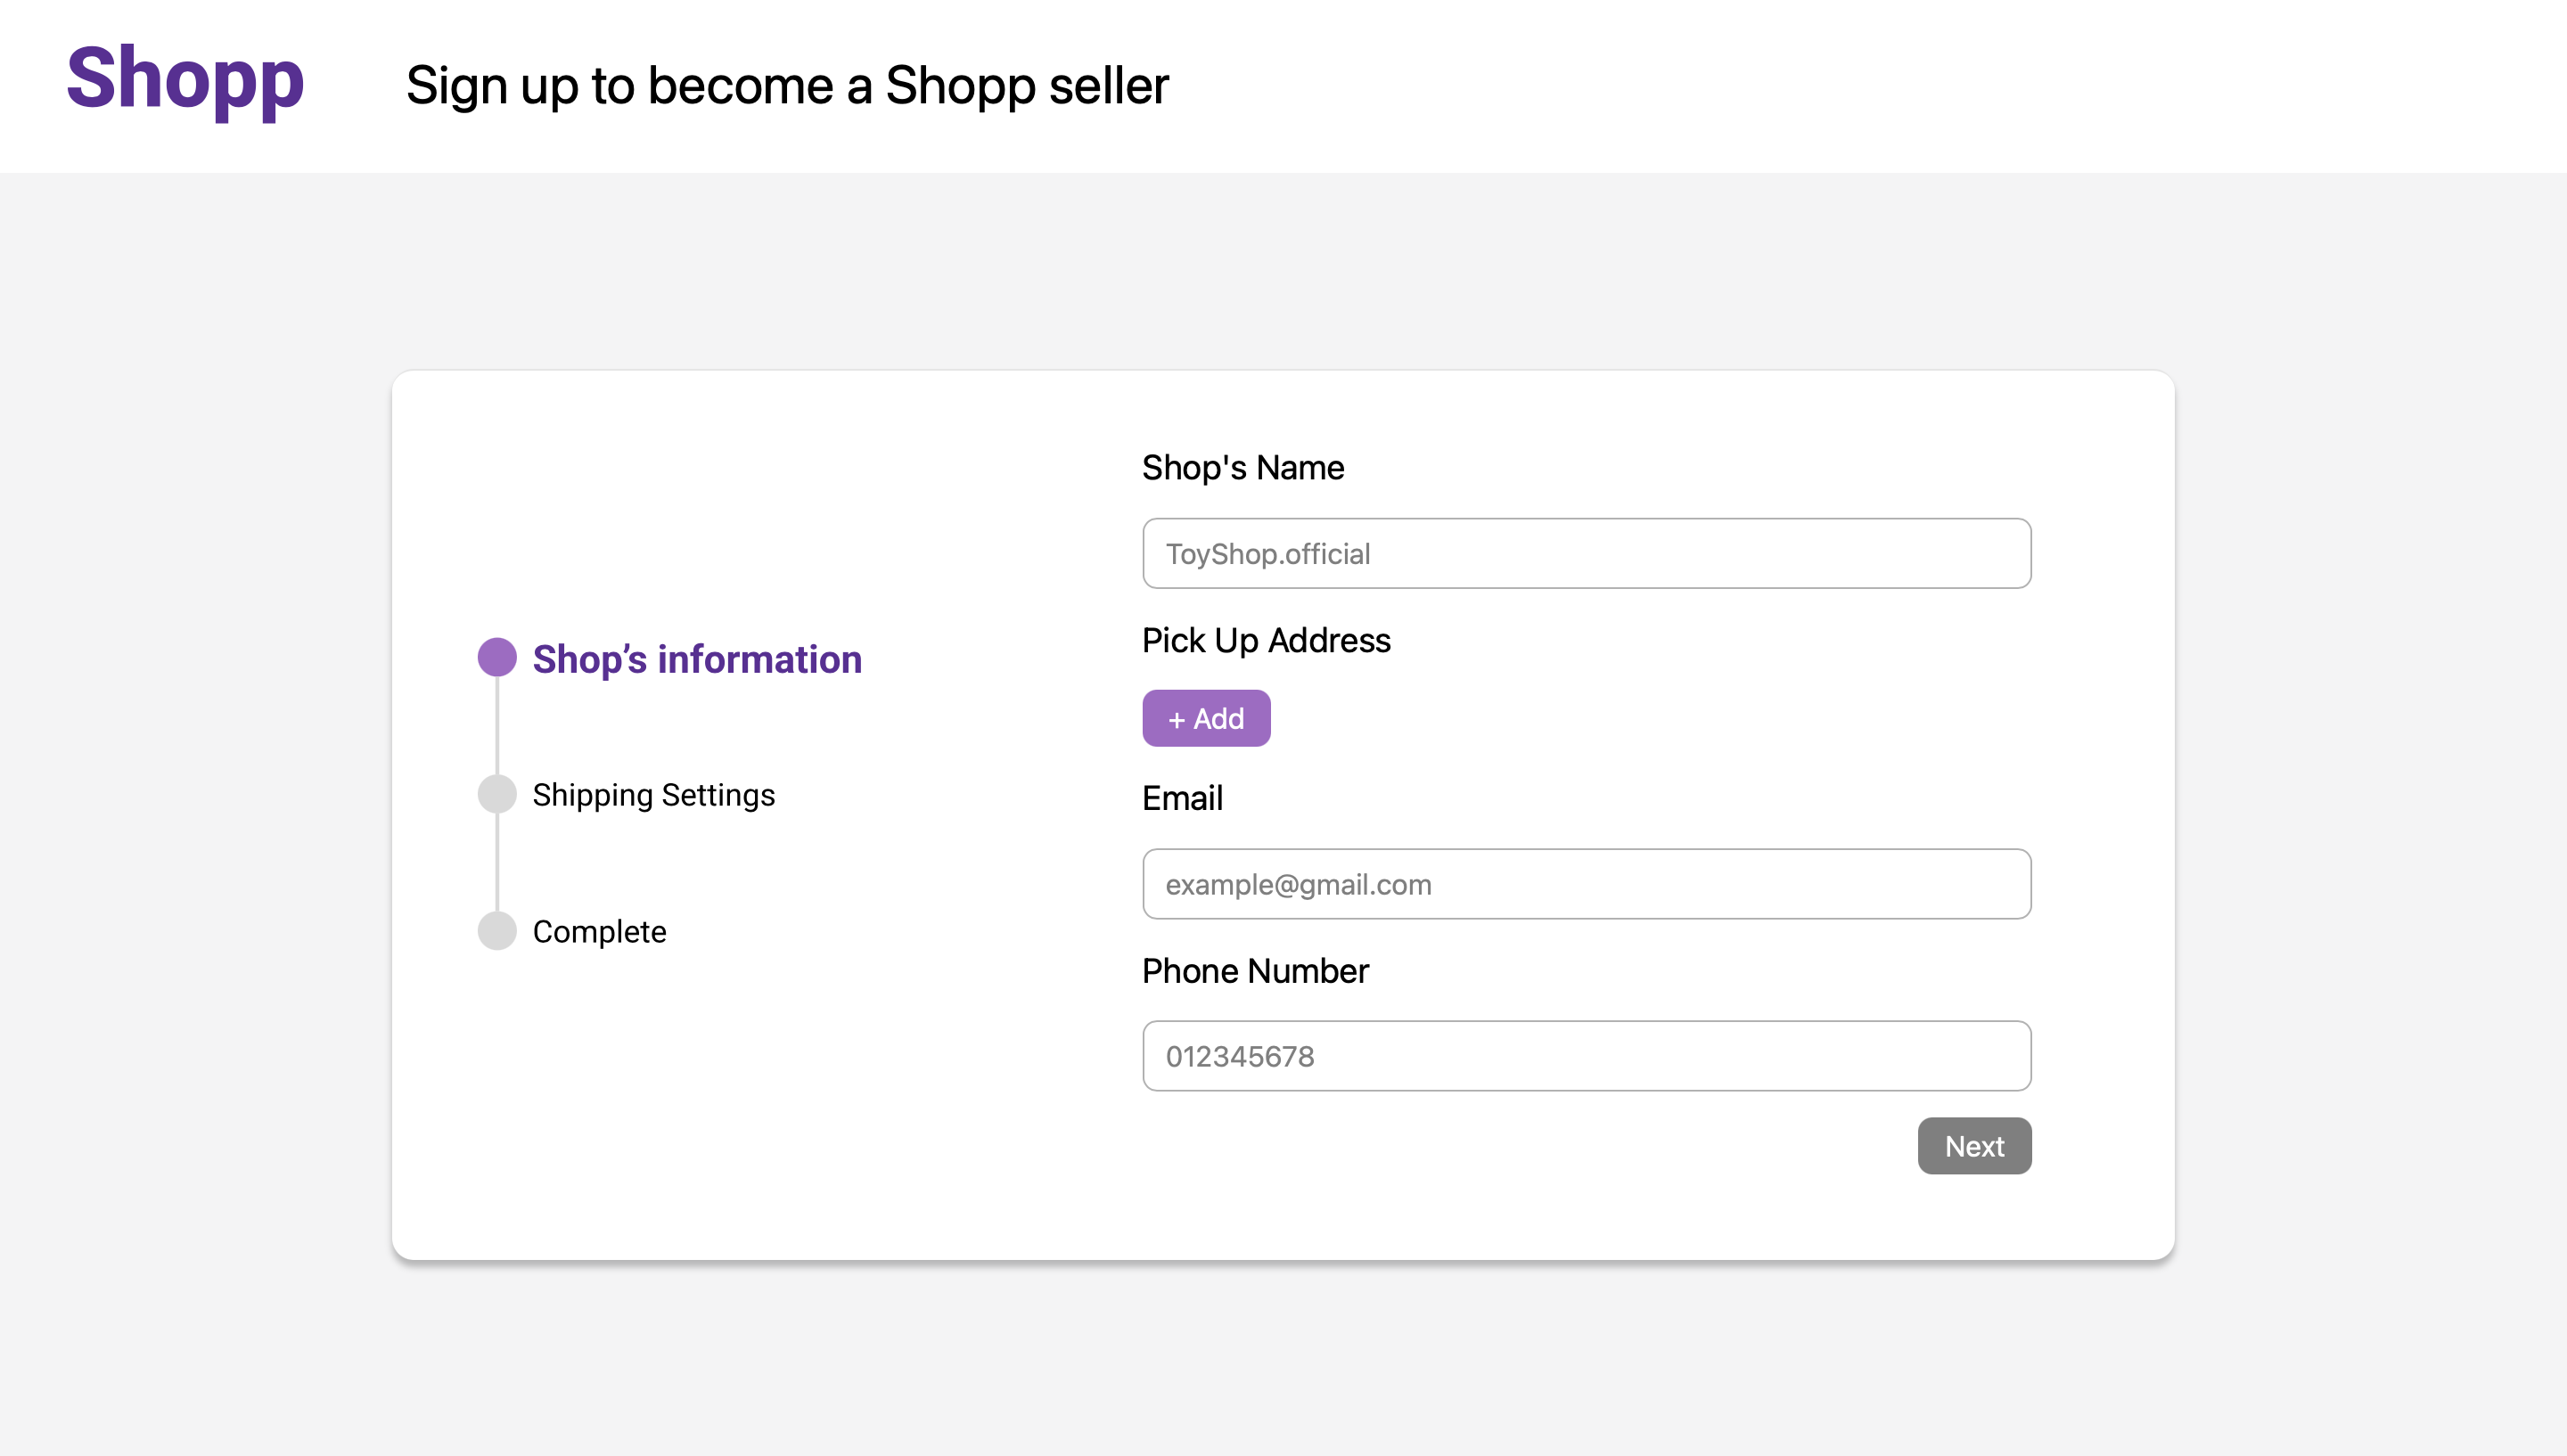 Shopp
Sign up to become a Shopp seller
Shop’s information
Shipping Settings
Complete
Shop's Name
ToyShop.official
Pick Up Address
+ Add
Email
example@gmail.com
Phone Number
012345678
Next